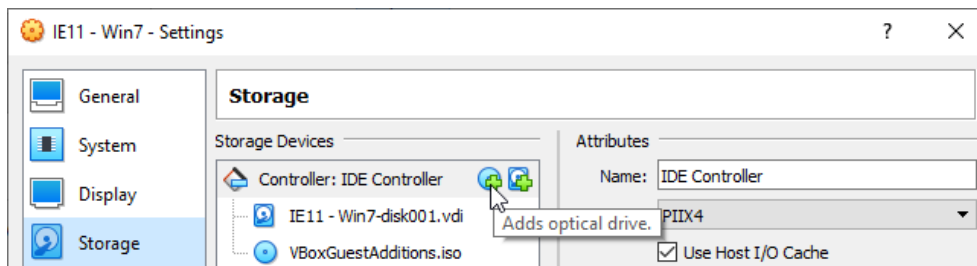 IE11 - Win7 - Settings
?
General
System
Display
Storage
Storage
Storage Devices
Controller: IDE Controller
IE11 - Win7-disk001.vdi
VBoxGuestAdditions.iso
Adds optical drive.
Attributes
Name: IDE Controller
PIIX4
Use Host I/O Cache